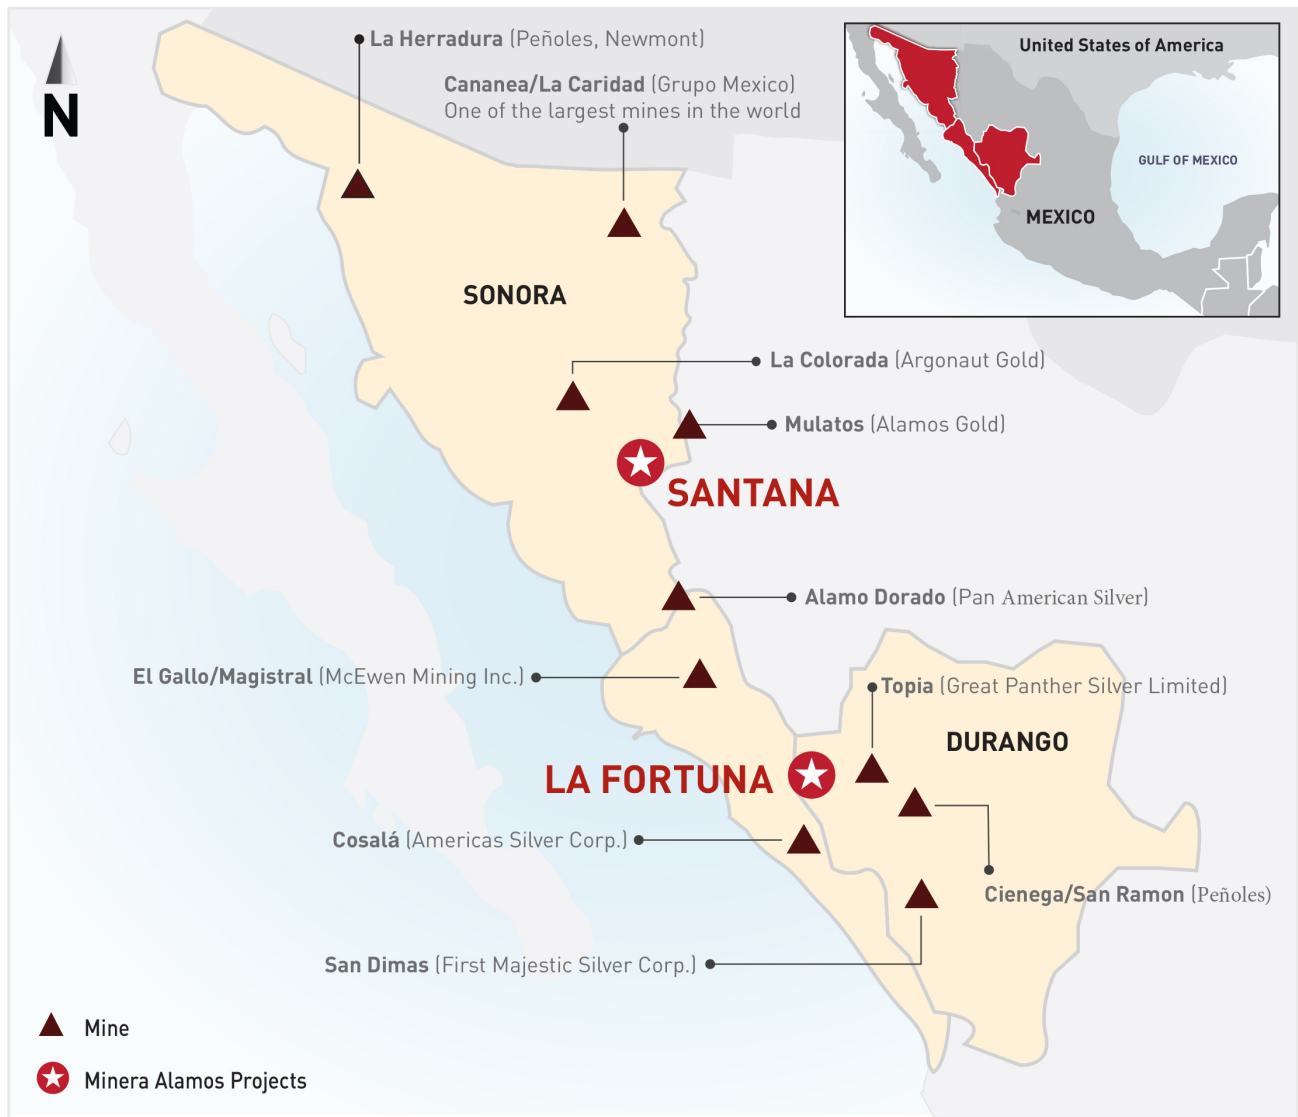 La Herradura (Peñoles, Newmont)
Cananea/La Caridad (Grupo Mexico)
One of the largest mines in the world
N
United States of America
GULF OF MEXICO
MEXICO
SONORA
La Colorada (Argonaut Gold)
Mulatos (Alamos Gold)
SANTANA
Alamo Dorado (Pan American Silver)
El Gallo/Magistral (McEwen Mining Inc.)
Topia (Great Panther Silver Limited)
DURANGO
LA FORTUNA
Cosalá (Americas Silver Corp.)
Cienega/San Ramon (Peñoles)
San Dimas (First Majestic Silver Corp.)
Mine
Minera Alamos Projects